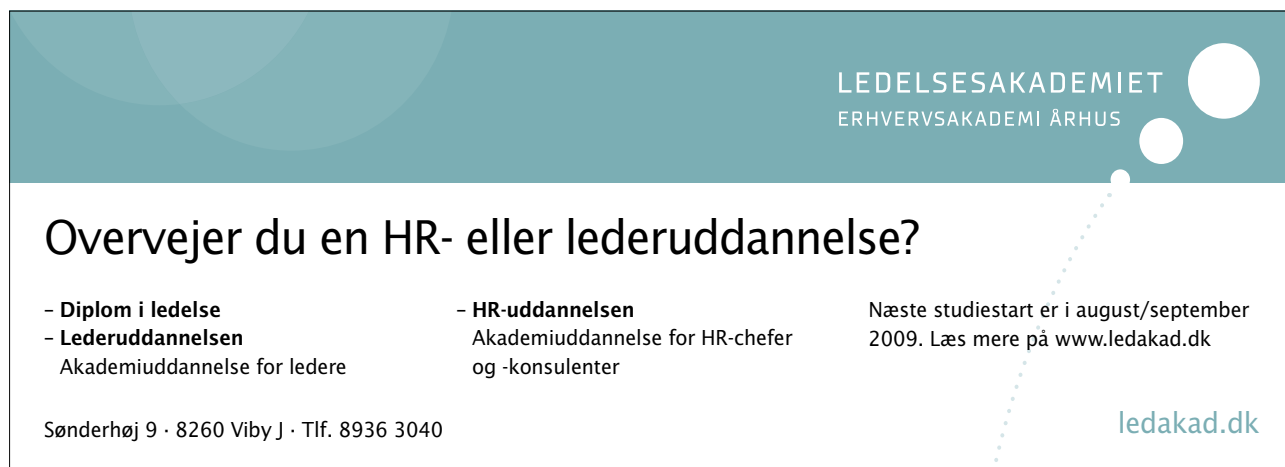 LEDELSESAKADEMIET
ERHVERVSAKADEMI ÅRHUS
Overvejer du en HR- eller lederuddannelse?
– Diplom i ledelse
– Lederuddannelsen
Akademiuddannelse for ledere
– HR-uddannelsen
Akademiuddannelse for HR-chefer
og -konsulenter
Næste studiestart er i august/september
2009. Læs mere på www.ledakad.dk
Sønderhøj 9 · 8260 Viby J · Tlf. 8936 3040
ledakad.dk